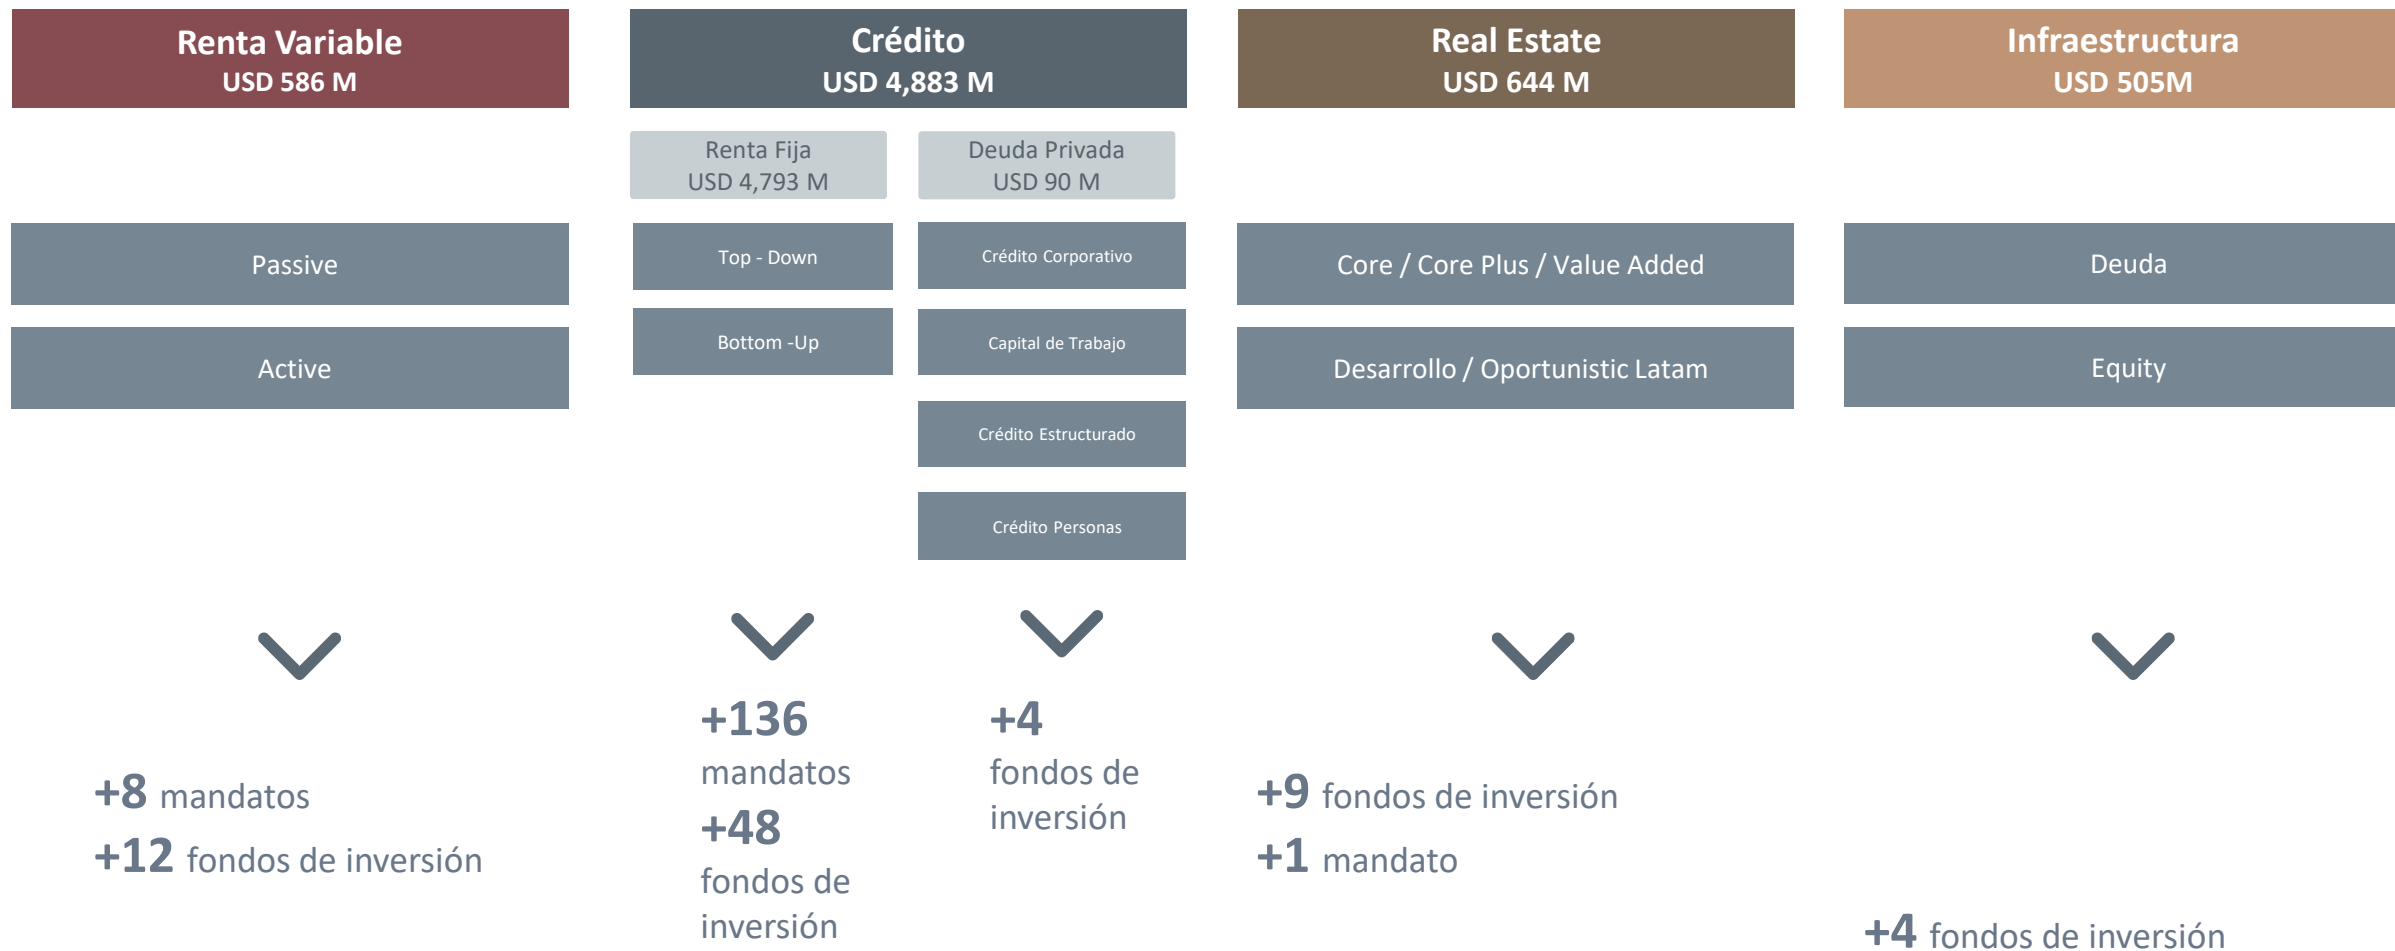 Renta Variable
USD 586 M
Crédito
USD 4,883 M
Real Estate
USD 644 M
Infraestructura
USD 505M
Renta Fija
USD 4,793 M
Deuda Privada
USD 90 M
Passive
Active
Top - Down
Bottom -Up
Crédito Corporativo
Capital de Trabajo
Crédito Estructurado
Crédito Personas
Core / Core Plus / Value Added
Desarrollo / Oportunistic Latam
Deuda
Equity
+8 mandatos
+12 fondos de inversión
+136
mandatos
+48
fondos de
inversión
+4
fondos de
inversión
+9 fondos de inversión
+1 mandato
+4 fondos de inversión